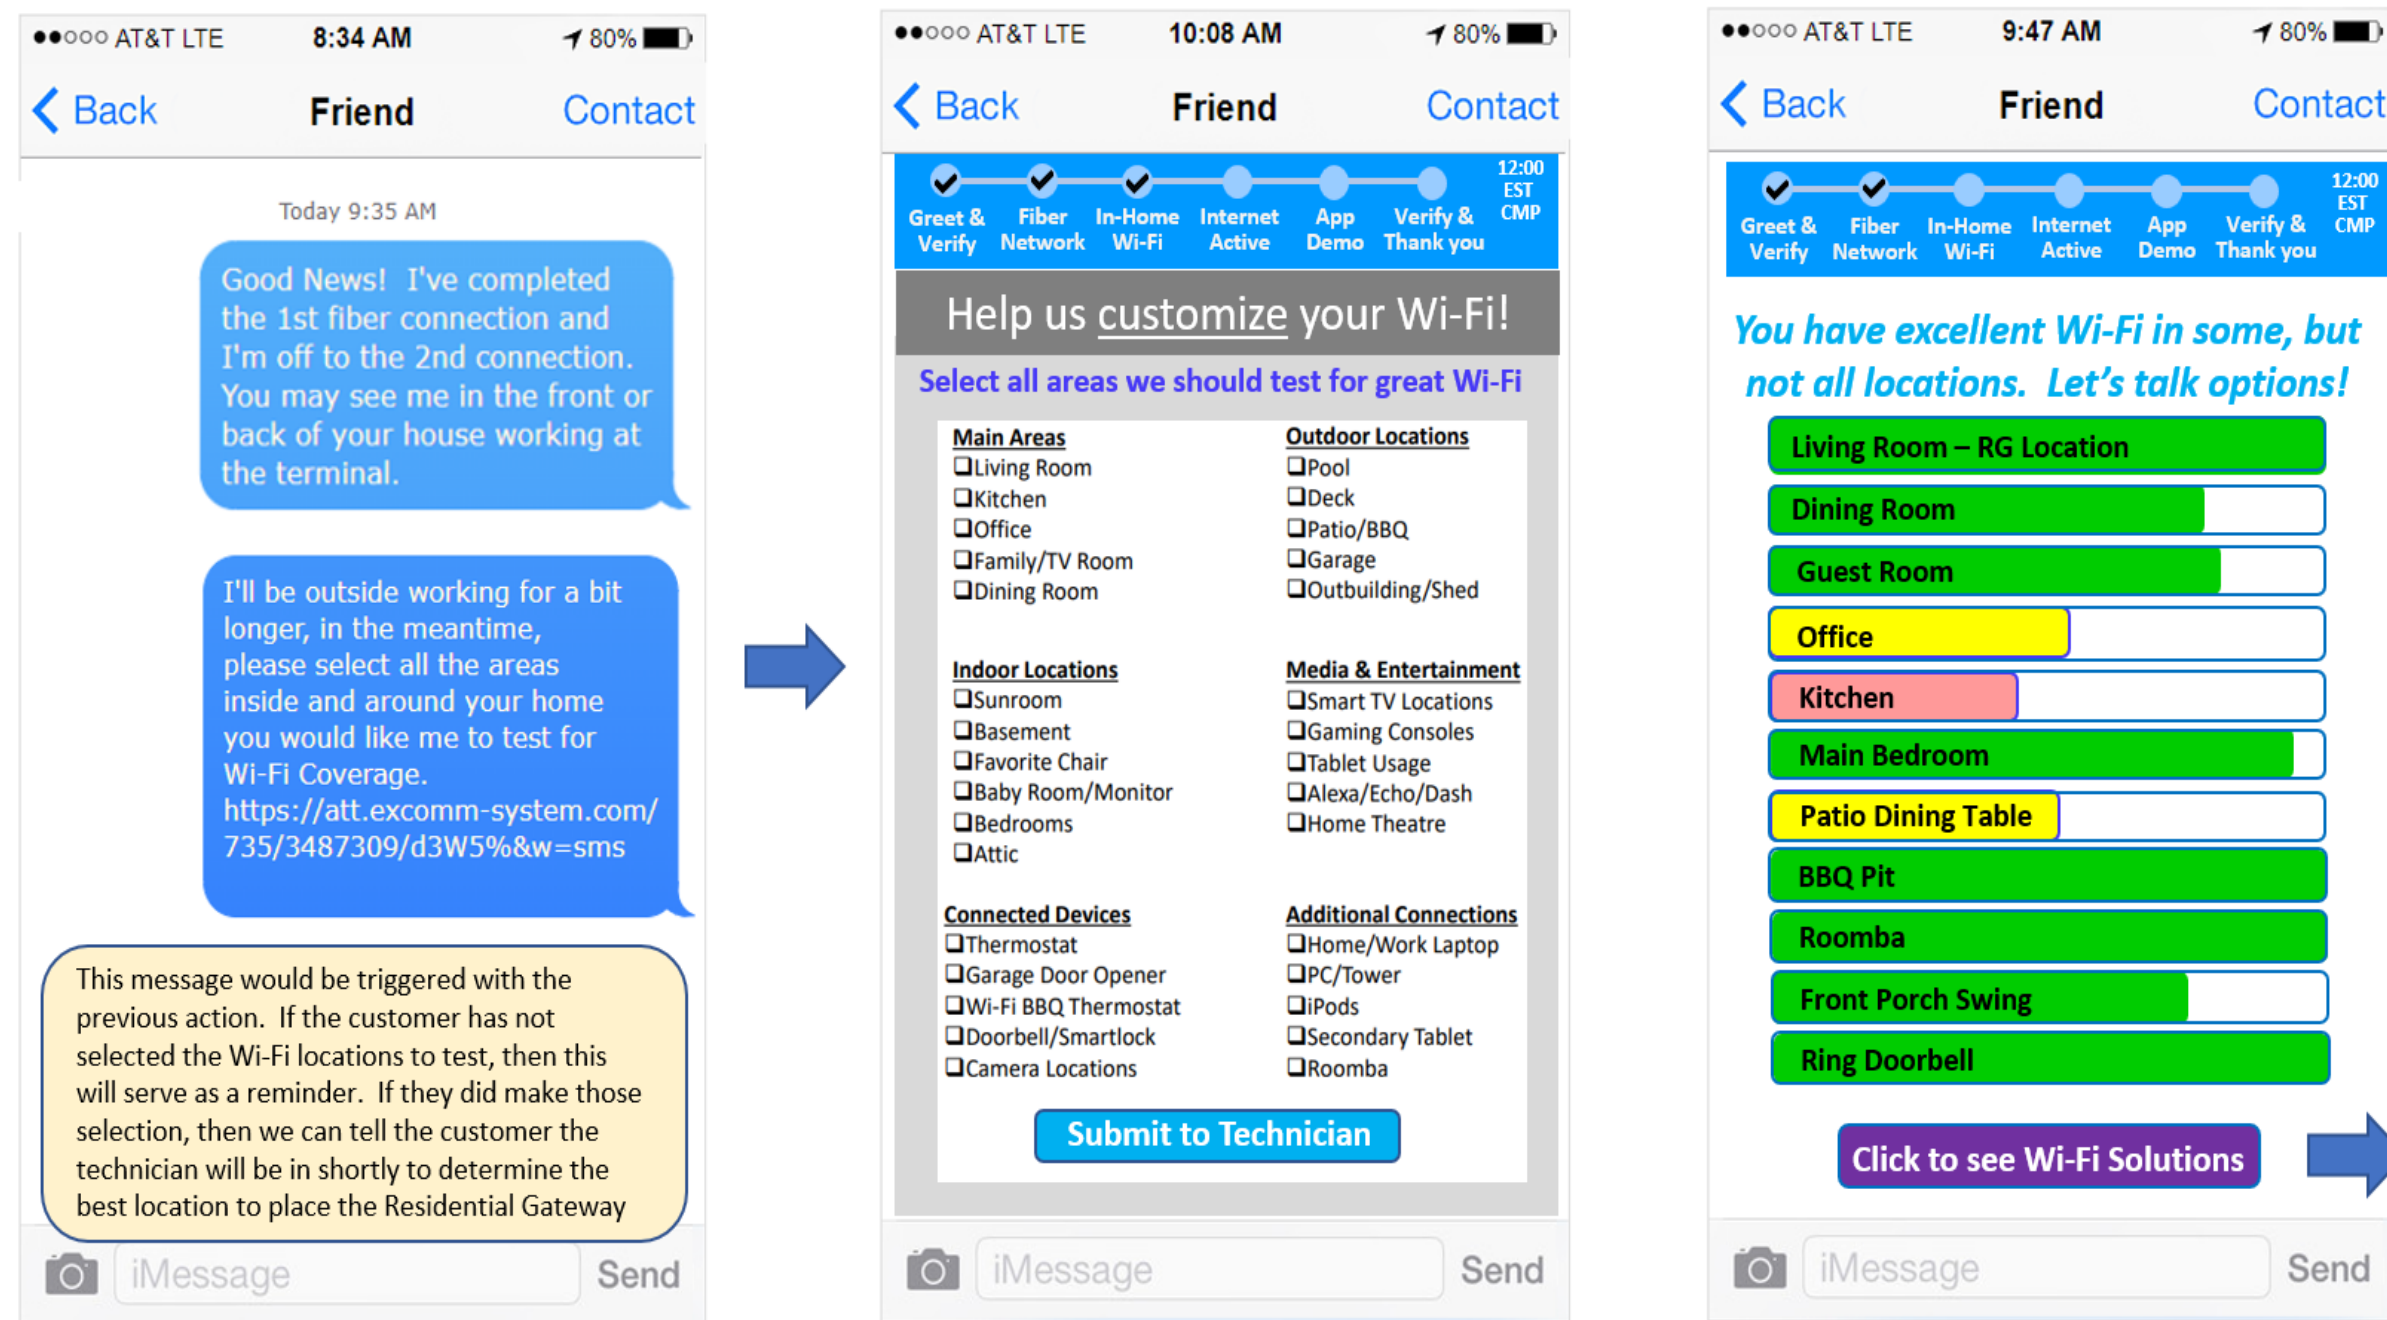 AT&T LTE 8:34 AM 80%
Back Friend Contact
Today 9:35 AM
Good News! I've completed
the 1st fiber connection and
I'm off to the 2nd connection.
You may see me in the front or
back of your house working at
the terminal.
I'll be outside working for a bit
longer, in the meantime,
please select all the areas
inside and around your home
you would like me to test for
Wi-Fi Coverage.
https://att.excomm-system.com/
735/3487309/d3W5%&w=sms
This message would be triggered with the
previous action. If the customer has not
selected the Wi-Fi locations to test, then this
will serve as a reminder. If they did make those
selection, then we can tell the customer the
technician will be in shortly to determine the
best location to place the Residential Gateway
iMessage Send
AT&T LTE 10:08 AM 80%
Back Friend Contact
Greet & Verify
Fiber Network
In-Home Wi-Fi
Internet Active
App Demo
Verify & Thank you
12:00 EST CMP
Help us customize your Wi-Fi!
Select all areas we should test for great Wi-Fi
Main Areas
Living Room
Kitchen
Office
Family/TV Room
Dining Room
Outdoor Locations
Pool
Deck
Patio/BBQ
Garage
Outbuilding/Shed
Indoor Locations
Sunroom
Basement
Favorite Chair
Baby Room/Monitor
Bedrooms
Attic
Media & Entertainment
Smart TV Locations
Gaming Consoles
Tablet Usage
Alexa/Echo/Dash
Home Theatre
Connected Devices
Thermostat
Garage Door Opener
Wi-Fi BBQ Thermostat
Doorbell/Smartlock
Camera Locations
Additional Connections
Home/Work Laptop
PC/Tower
iPods
Secondary Tablet
Roomba
Submit to Technician
iMessage Send
AT&T LTE 9:47 AM 80%
Back Friend Contact
Greet & Verify
Fiber Network
In-Home Wi-Fi
Internet Active
App Demo
Verify & Thank you
12:00 EST CMP
You have excellent Wi-Fi in some, but
not all locations. Let's talk options!
Living Room – RG Location
Dining Room
Guest Room
Office
Kitchen
Main Bedroom
Patio Dining Table
BBQ Pit
Roomba
Front Porch Swing
Ring Doorbell
Click to see Wi-Fi Solutions
iMessage Send